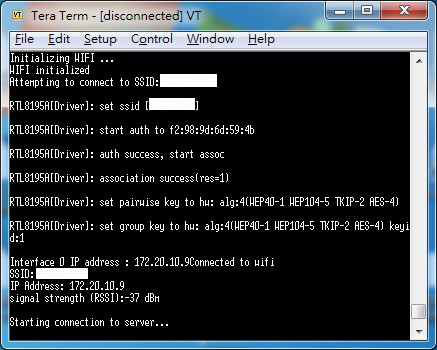 Tera Term - [disconnected] VT
File Edit Setup Control Window Help
Initializing WIFI ...
WIFI initialized
Attempting to connect to SSID:
RTL8195A[Driver]: set ssid [ ]
RTL8195A[Driver]: start auth to f2:98:9d:6d:59:4b
RTL8195A[Driver]: auth success, start assoc
RTL8195A[Driver]: association success(res=1)
RTL8195A[Driver]: set pairwise key to hw: alg:4(WEP40-1 WEP104-5 TKIP-2 AES-4)
RTL8195A[Driver]: set group key to hw: alg:4(WEP40-1 WEP104-5 TKIP-2 AES-4) keyi
d:1
Interface 0 IP address : 172.20.10.9Connected to wifi
SSID:
IP Address: 172.20.10.9
signal strength (RSSI):-37 dBm
Starting connection to server...